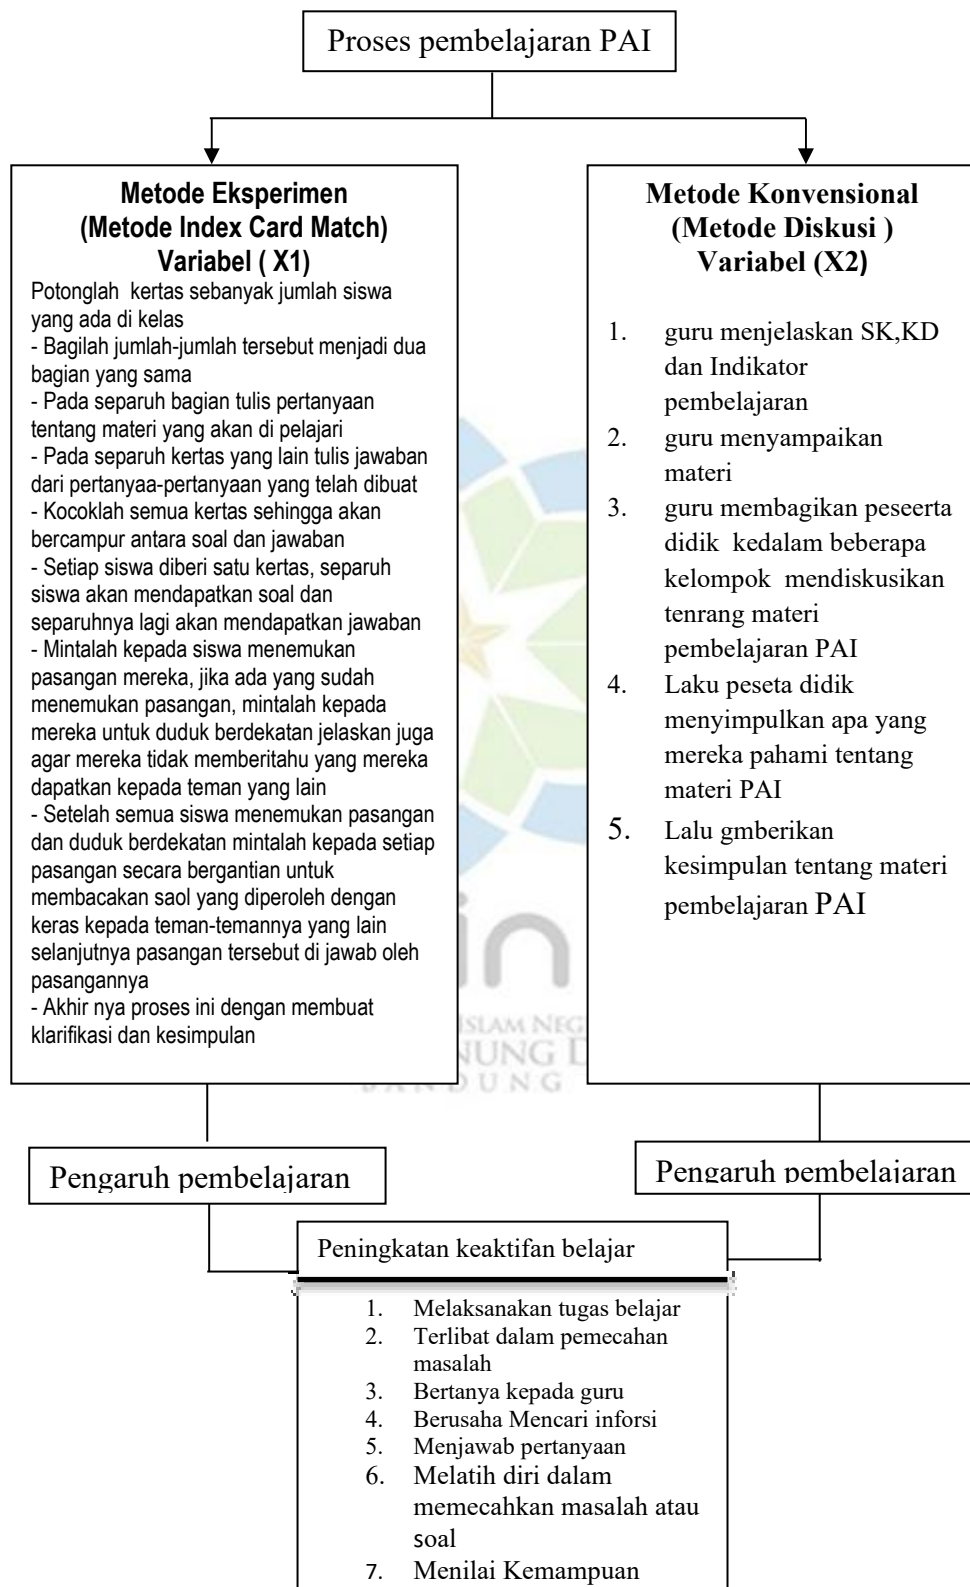 Proses pembelajaran PAI
Metode Eksperimen
(Metode Index Card Match)
Variabel ( X1)
Potonglah kertas sebanyak jumlah siswa
yang ada di kelas
- Bagilah jumlah-jumlah tersebut menjadi dua
bagian yang sama
- Pada separuh bagian tulis pertanyaan
tentang materi yang akan di pelajari
- Pada separuh kertas yang lain tulis jawaban
dari pertanyaa-pertanyaan yang telah dibuat
- Kocoklah semua kertas sehingga akan
bercampur antara soal dan jawaban
- Setiap siswa diberi satu kertas, separuh
siswa akan mendapatkan soal dan
separuhnya lagi akan mendapatkan jawaban
- Mintalah kepada siswa menemukan
pasangan mereka, jika ada yang sudah
menemukan pasangan, mintalah kepada
mereka untuk duduk berdekatan jelaskan juga
agar mereka tidak memberitahu yang mereka
dapatkan kepada teman yang lain
- Setelah semua siswa menemukan pasangan
dan duduk berdekatan mintalah kepada setiap
pasangan secara bergantian untuk
membacakan saol yang diperoleh dengan
keras kepada teman-temannya yang lain
selanjutnya pasangan tersebut di jawab oleh
pasangannya
- Akhir nya proses ini dengan membuat
klarifikasi dan kesimpulan
Metode Konvensional
(Metode Diskusi )
Variabel (X2)
1. guru menjelaskan SK,KD
dan Indikator
pembelajaran
2. guru menyampaikan
materi
3. guru membagikan peseerta
didik kedalam beberapa
kelompok mendiskusikan
tenrang materi
pembelajaran PAI
4. Laku peseta didik
menyimpulkan apa yang
mereka pahami tentang
materi PAI
5. Lalu gmberikan
kesimpulan tentang materi
pembelajaran PAI
in
ISLAM NEG
NUNG D
BANDUNG
Pengaruh pembelajaran
Pengaruh pembelajaran
Peningkatan keaktifan belajar
1. Melaksanakan tugas belajar
2. Terlibat dalam pemecahan
masalah
3. Bertanya kepada guru
4. Berusaha Mencari inforsi
5. Menjawab pertanyaan
6. Melatih diri dalam
memecahkan masalah atau
soal
7. Menilai Kemampuan